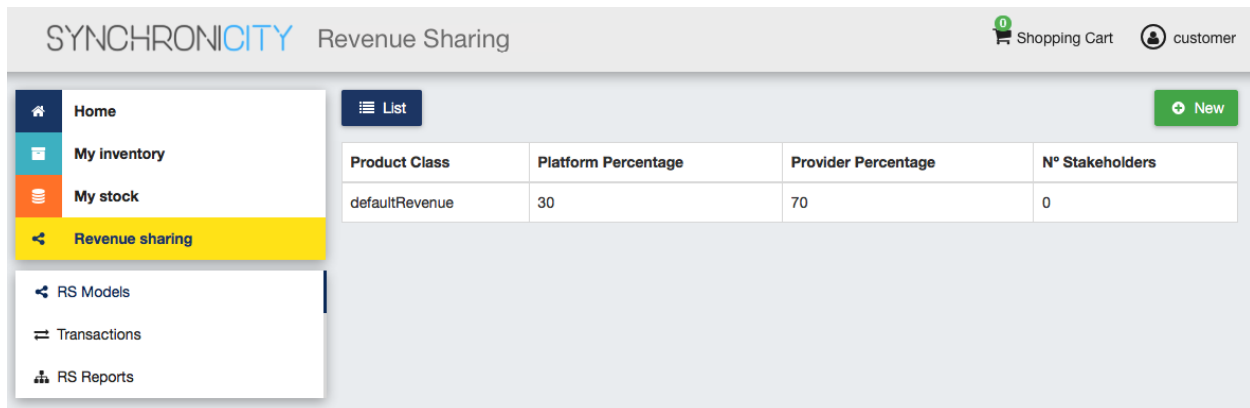 SYNCHRONICITY Revenue Sharing
0
Shopping Cart
customer
Home
My inventory
My stock
Revenue sharing
RS Models
Transactions
RS Reports
List
New
Product Class Platform Percentage Provider Percentage Nº Stakeholders
defaultRevenue 30 70 0